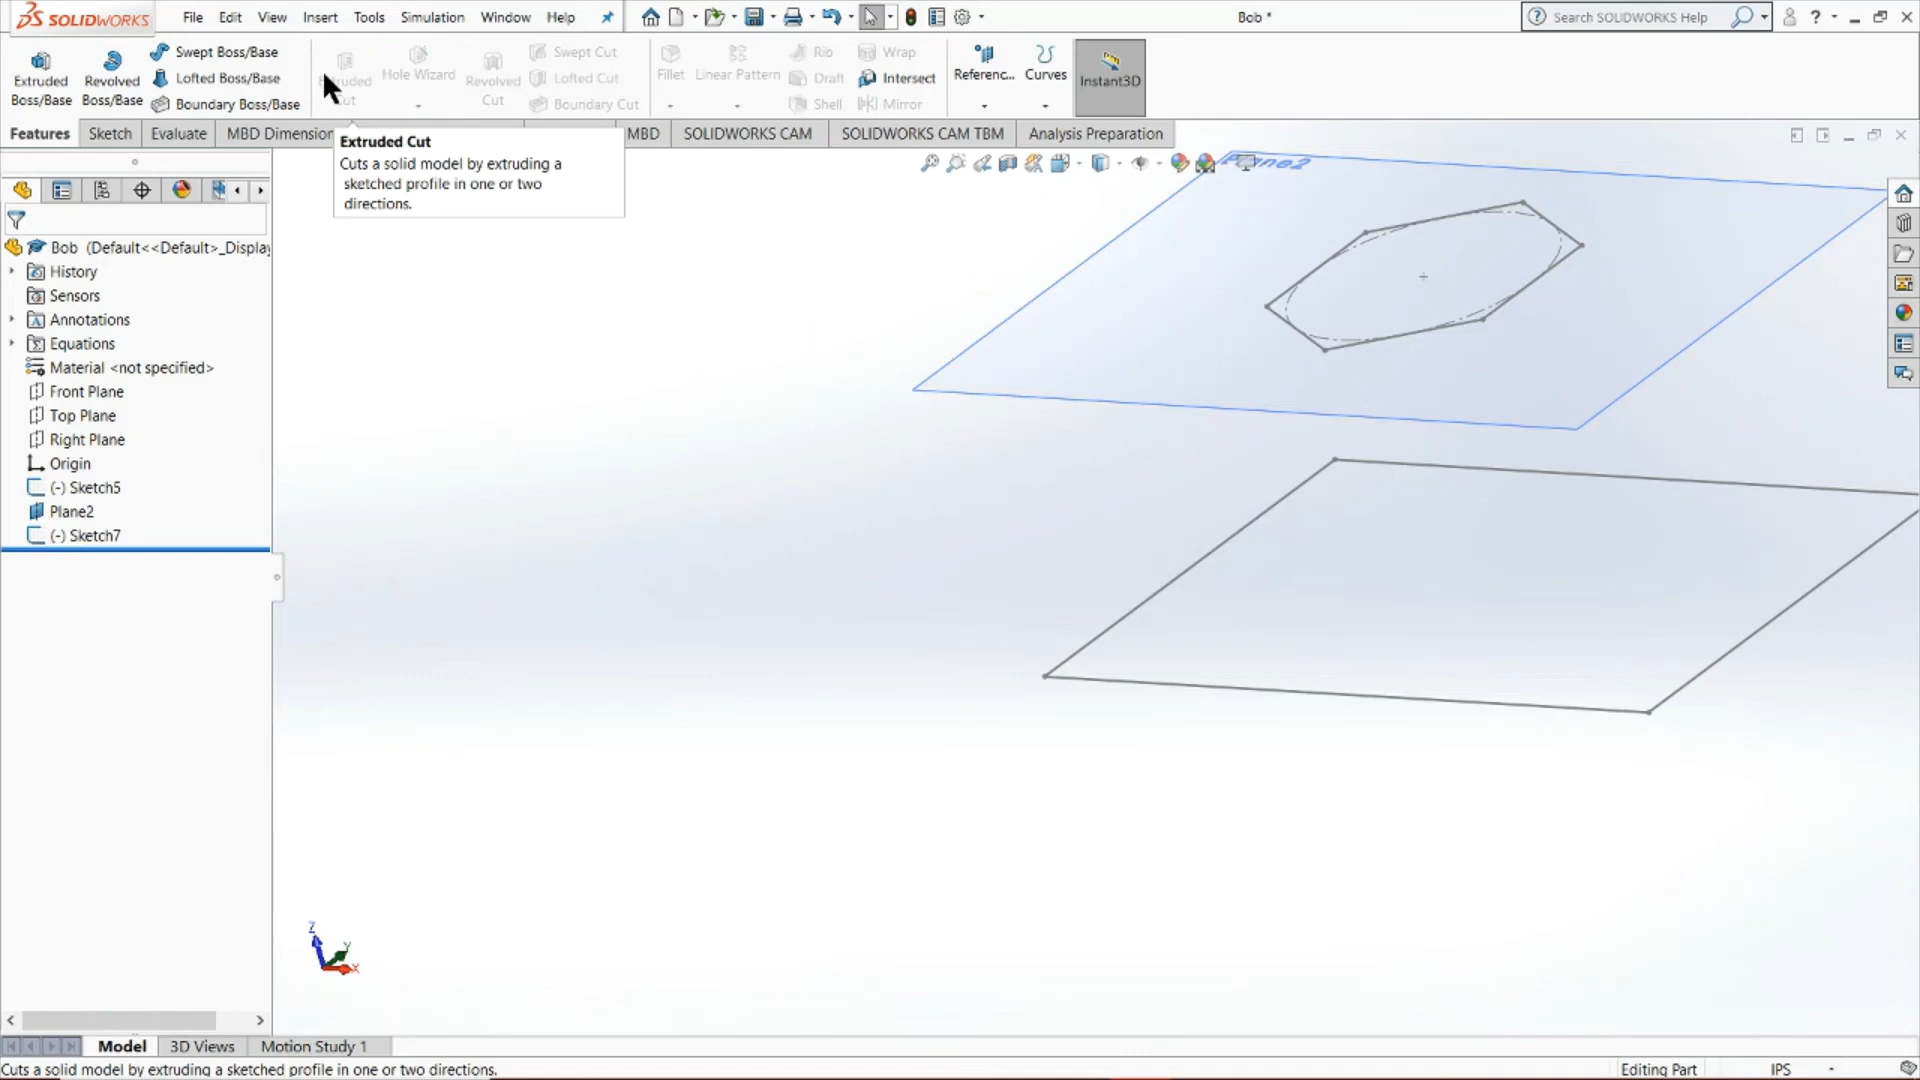 SOLIDWORKS
File Edit View Insert Tools Simulation Window Help
Bob *
Search SOLIDWORKS Help
?
Extruded Boss/Base
Revolved Boss/Base
Swept Boss/Base
Lofted Boss/Base
Boundary Boss/Base
Extruded Cut
Hole Wizard
Revolved Cut
Swept Cut
Lofted Cut
Boundary Cut
Fillet
Linear Pattern
Rib
Draft
Shell
Wrap
Intersect
Mirror
Referenc...
Curves
Instant3D
Features Sketch Evaluate MBD Dimension MBD SOLIDWORKS CAM SOLIDWORKS CAM TBM Analysis Preparation
Extruded Cut
Cuts a solid model by extruding a
sketched profile in one or two
directions.
Bob (Default<<Default>_Display
History
Sensors
Annotations
Equations
Material <not specified>
Front Plane
Top Plane
Right Plane
Origin
(-) Sketch5
Plane2
(-) Sketch7
Z
Y
X
Model 3D Views Motion Study 1
Cuts a solid model by extruding a sketched profile in one or two directions.
Editing Part IPS -